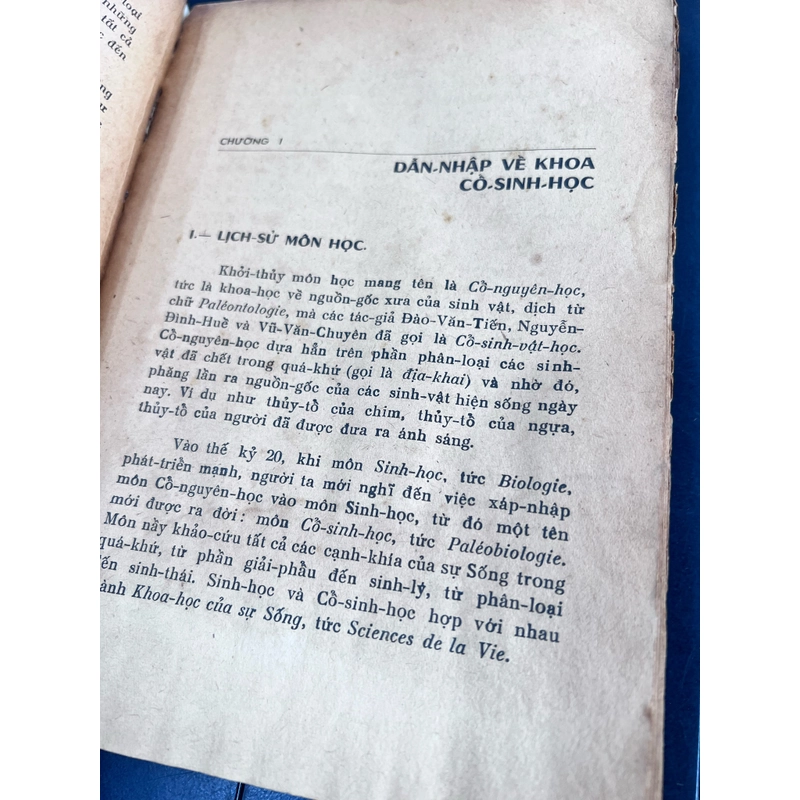 loại
những
tất cả
đến
CHƯƠNG 1
DẪN-NHẬP VỀ KHOA
CỔ-SINH-HỌC
I.— LỊCH-SỬ MÔN HỌC.
Khởi-thủy môn học mang tên là Cổ-nguyên-học,
tức là khoa-học về nguồn-gốc xưa của sinh vật, dịch từ
chữ Paléontologie, mà các tác-giả Đào-Văn-Tiến, Nguyễn-
Đình-Huề và Vũ-Văn-Chuyên đã gọi là Cổ-sinh-vật-học.
Cổ-nguyên-học dựa hẳn trên phần phân-loại các sinh-
vật đã chết trong quá-khứ (gọi là địa-khai) và nhờ đó,
phăng lần ra nguồn-gốc của các sinh-vật hiện sống ngày
nay. Ví dụ như thủy-tổ của chim, thủy-tổ của ngựa,
thủy-tổ của người đã được đưa ra ánh sáng.
Vào thế kỷ 20, khi môn Sinh-học, tức Biologie,
phát-triển mạnh, người ta mới nghĩ đến việc xáp-nhập
môn Cổ-nguyên-học vào môn Sinh-học, từ đó một tên
mới được ra đời: môn Cổ-sinh-học, tức Paléobiologie.
Môn nầy khảo-cứu tất cả các cạnh-khía của sự Sống trong
quá-khứ, từ phần giải-phẫu đến sinh-lý, từ phân-loại
ến sinh-thái. Sinh-học và Cổ-sinh-học hợp với nhau
ành Khoa-học của sự Sống, tức Sciences de la Vie.